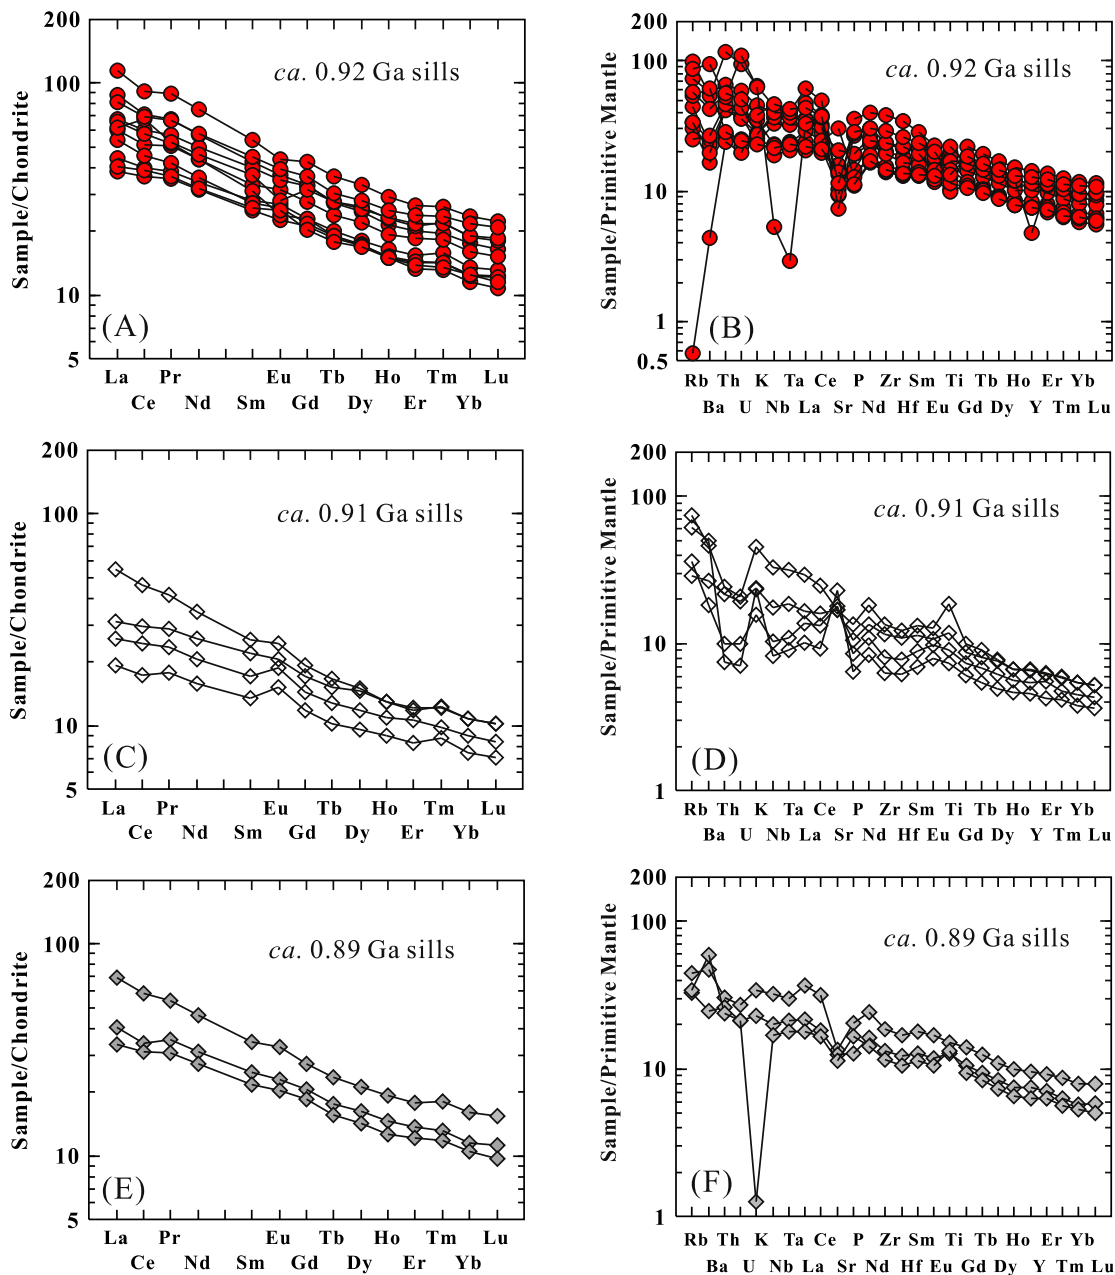 200
100
10
5
Sample/Chondrite
ca. 0.92 Ga sills
(A)
La Pr Eu Tb Ho Tm Lu
Ce Nd Sm Gd Dy Er Yb
200
100
10
1
0.5
Sample/Primitive Mantle
ca. 0.92 Ga sills
(B)
Rb Th K Ta Ce P Zr Sm Ti Tb Ho Er Yb
Ba U Nb La Sr Nd Hf Eu Gd Dy Y Tm Lu
200
100
10
5
Sample/Chondrite
ca. 0.91 Ga sills
(C)
La Pr Eu Tb Ho Tm Lu
Ce Nd Sm Gd Dy Er Yb
200
100
10
1
Sample/Primitive Mantle
ca. 0.91 Ga sills
(D)
Rb Th K Ta Ce P Zr Sm Ti Tb Ho Er Yb
Ba U Nb La Sr Nd Hf Eu Gd Dy Y Tm Lu
200
100
10
5
Sample/Chondrite
ca. 0.89 Ga sills
(E)
La Pr Eu Tb Ho Tm Lu
Ce Nd Sm Gd Dy Er Yb
200
100
10
1
Sample/Primitive Mantle
ca. 0.89 Ga sills
(F)
Rb Th K Ta Ce P Zr Sm Ti Tb Ho Er Yb
Ba U Nb La Sr Nd Hf Eu Gd Dy Y Tm Lu